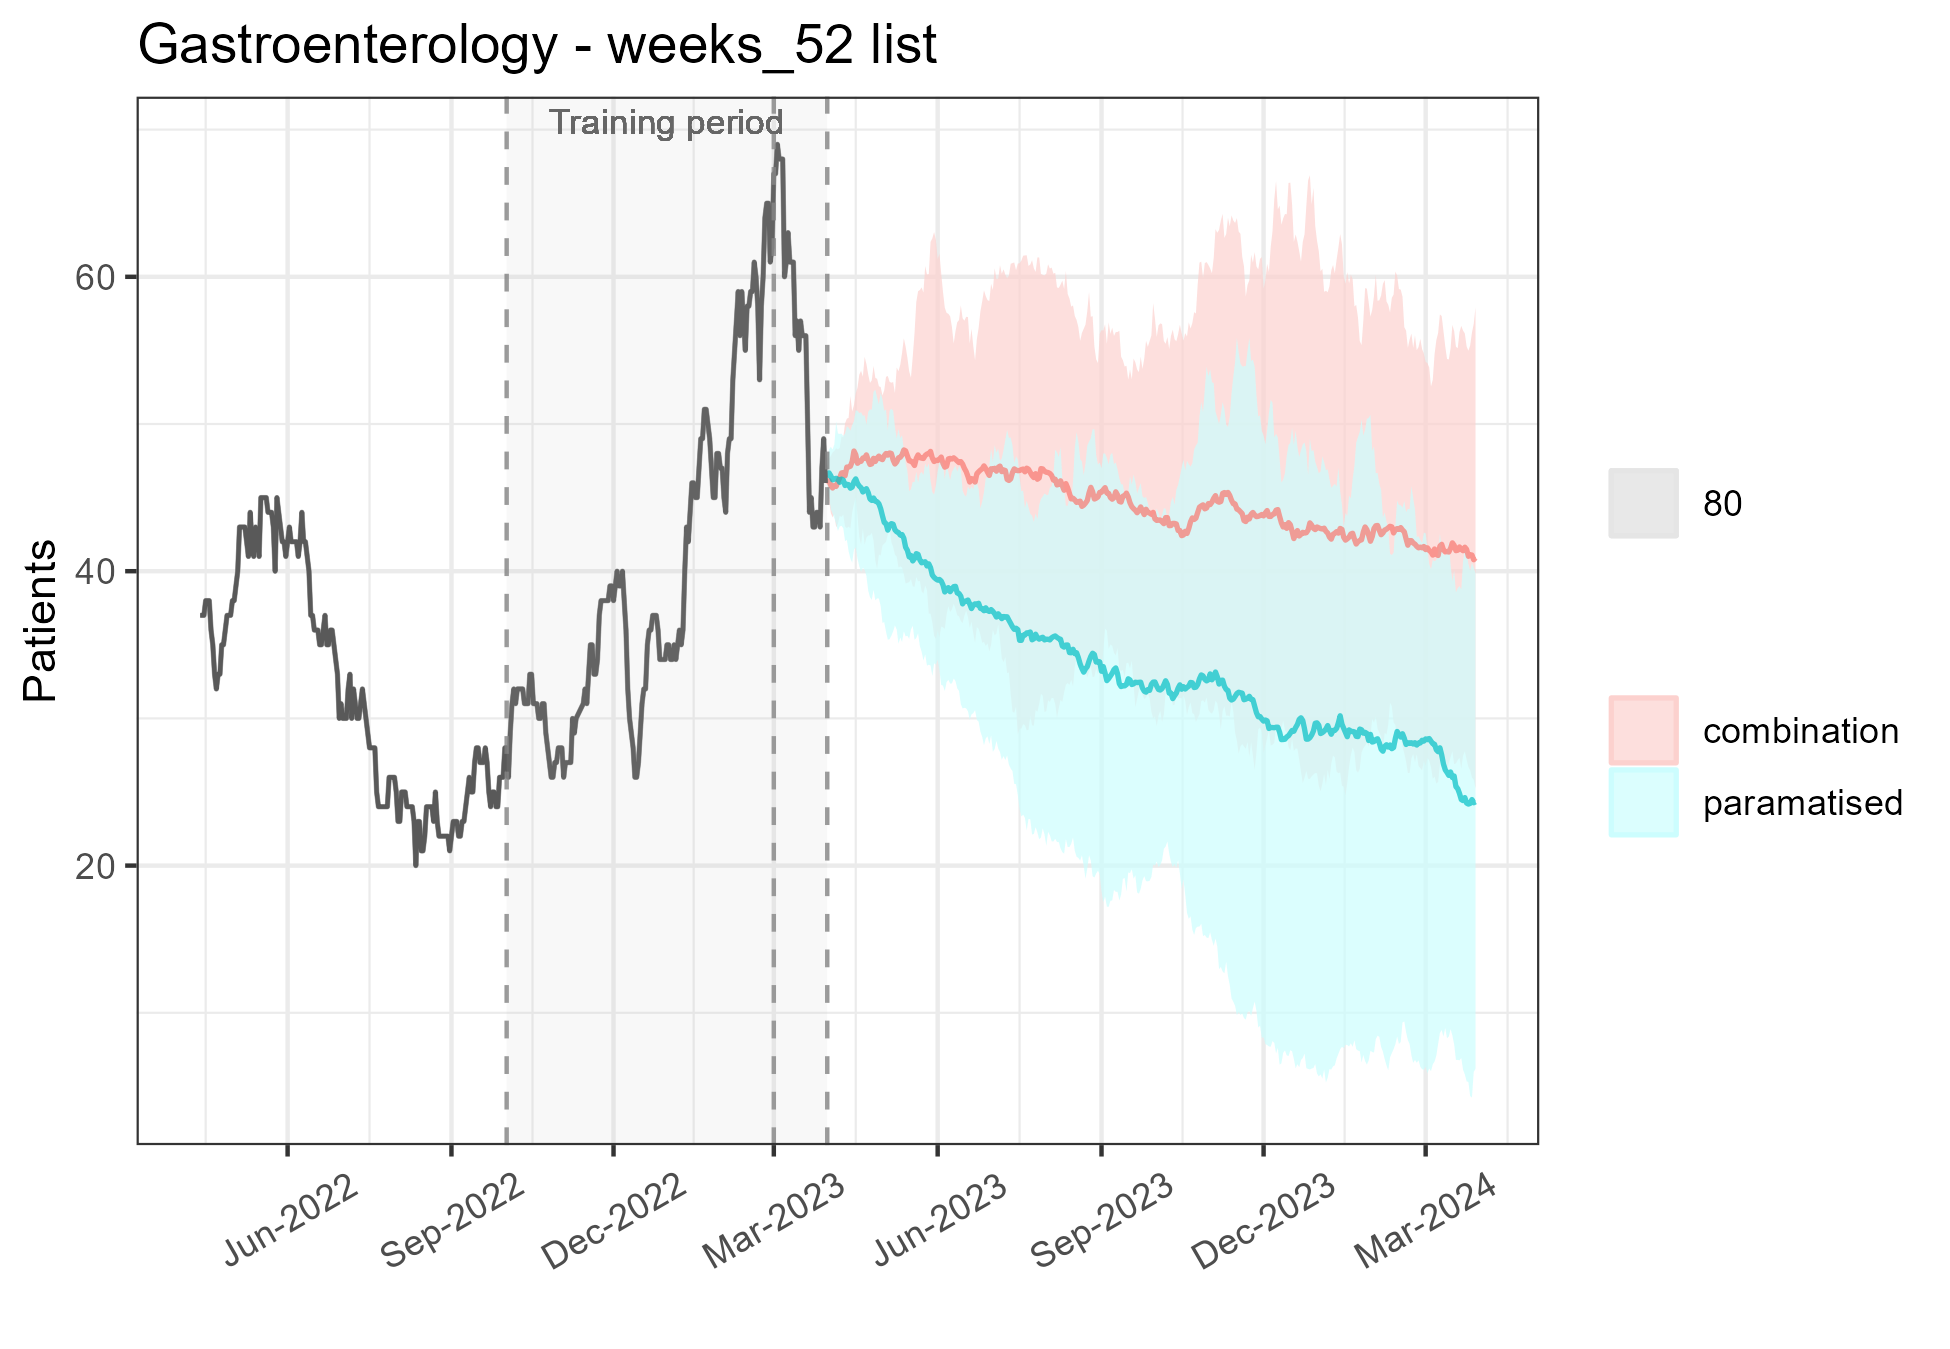 Gastroenterology - weeks_52 list
Training period
Patients
60
40
20
80
combination
paramatised
Jun-2022
Sep-2022
Dec-2022
Mar-2023
Jun-2023
Sep-2023
Dec-2023
Mar-2024